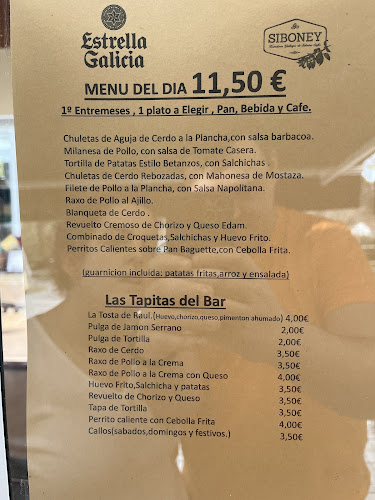 Estrella
Galicia
SIBONEY
MENU DEL DIA 11,50 €
1º Entremeses , 1 plato a Elegir , Pan, Bebida y Cafe.
Chuletas de Aguja de Cerdo a la Plancha,con salsa barbacoa.
Milanesa de Pollo, con salsa de Tomate Casera.
Tortilla de Patatas Estilo Betanzos, con Salchichas .
Chuletas de Cerdo Rebozadas, con Mahonesa de Mostaza.
Filete de Pollo a la Plancha, con Salsa Napolitana.
Raxo de Pollo al Ajillo.
Blanqueta de Cerdo .
Revuelto Cremoso de Chorizo y Queso Edam.
Combinado de Croquetas,Salchichas y Huevo Frito.
Perritos Calientes sobre Pan Baguette,con Cebolla Frita.
(guarnicion incluida: patatas fritas,arroz y ensalada)
Las Tapitas del Bar
La Tosta de Raul.(Huevo,chorizo,queso,pimenton ahumado) 4,00€
Pulga de Jamon Serrano 2,00€
Pulga de Tortilla 2,00€
Raxo de Cerdo 3,50€
Raxo de Pollo a la Crema 3,50€
Raxo de Pollo a la Crema con Queso 4,00€
Huevo Frito,Salchicha y patatas 3,50€
Revuelto de Chorizo y Queso 3,50€
Tapa de Tortilla 3,50€
Perrito caliente con Cebolla Frita 4,00€
Callos(sabados,domingos y festivos.) 3,50€